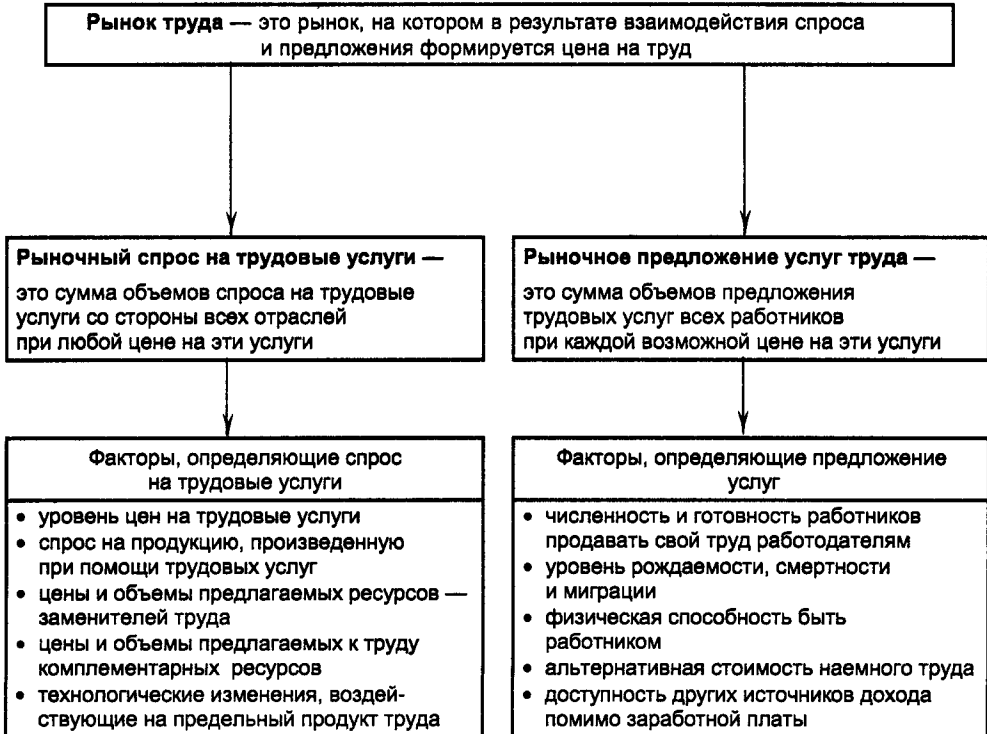 Рынок труда — это рынок, на котором в результате взаимодействия спроса
и предложения формируется цена на труд
Рыночный спрос на трудовые услуги —
это сумма объемов спроса на трудовые
услуги со стороны всех отраслей
при любой цене на эти услуги
Рыночное предложение услуг труда —
это сумма объемов предложения
трудовых услуг всех работников
при каждой возможной цене на эти услуги
Факторы, определяющие спрос
на трудовые услуги
• уровень цен на трудовые услуги
• спрос на продукцию, произведенную
при помощи трудовых услуг
• цены и объемы предлагаемых ресурсов —
заменителей труда
• цены и объемы предлагаемых к труду
комплементарных ресурсов
• технологические изменения, воздей-
ствующие на предельный продукт труда
Факторы, определяющие предложение
услуг
• численность и готовность работников
продавать свой труд работодателям
• уровень рождаемости, смертности
и миграции
• физическая способность быть
работником
• альтернативная стоимость наемного труда
• доступность других источников дохода
помимо заработной платы